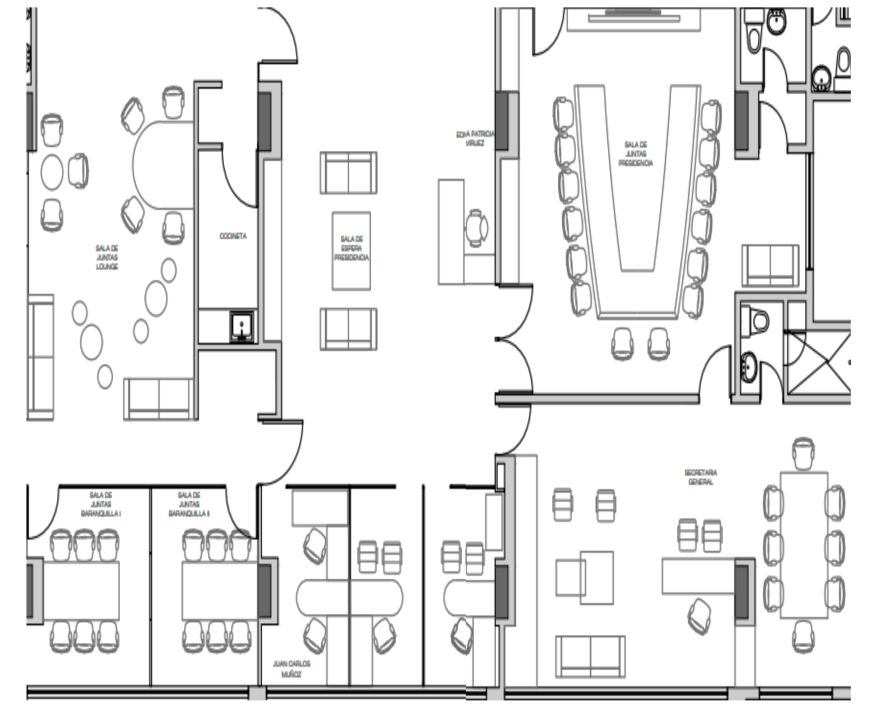 EDNA PATRICIA
VIRUEZ
SALA DE
JUNTAS
PRESIDENCIA
COCINETA
SALA DE
ESPERA
PRESIDENCIA
SALA DE
JUNTAS
LOUNGE
SECRETARIA
GENERAL
SALA DE
JUNTAS
BARANQUILLA I
SALA DE
JUNTAS
BARANQUILLA II
JUAN CARLOS
MUÑOZ